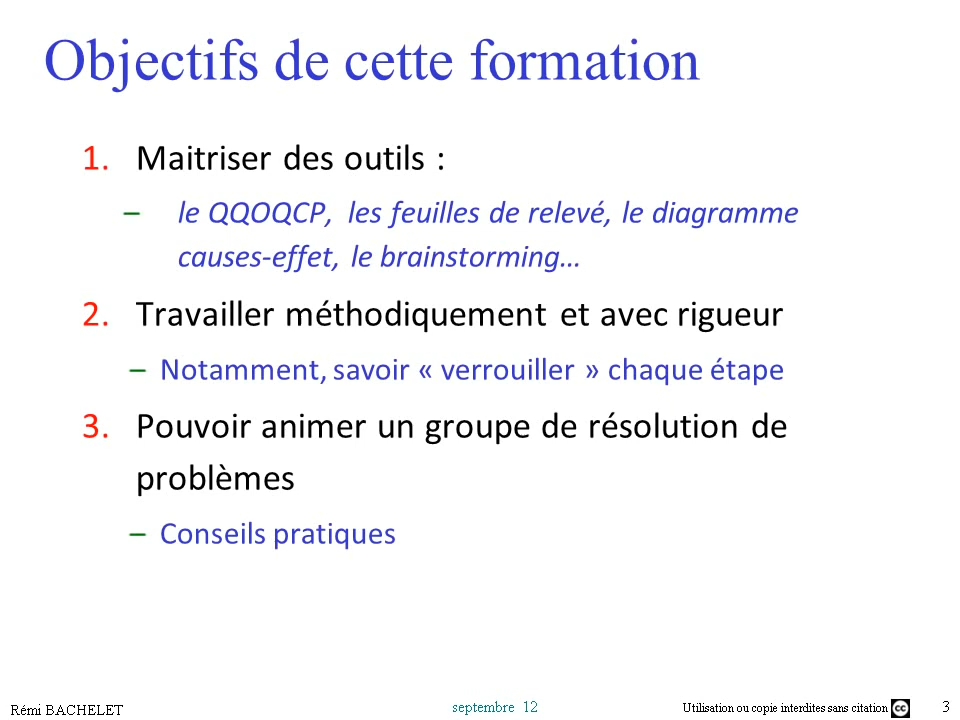 Objectifs de cette formation
1. Maitriser des outils :
– le QQOQCP, les feuilles de relevé, le diagramme
causes-effet, le brainstorming…
2. Travailler méthodiquement et avec rigueur
– Notamment, savoir « verrouiller » chaque étape
3. Pouvoir animer un groupe de résolution de
problèmes
– Conseils pratiques
Rémi BACHELET septembre 12 Utilisation ou copie interdites sans citation cc 3